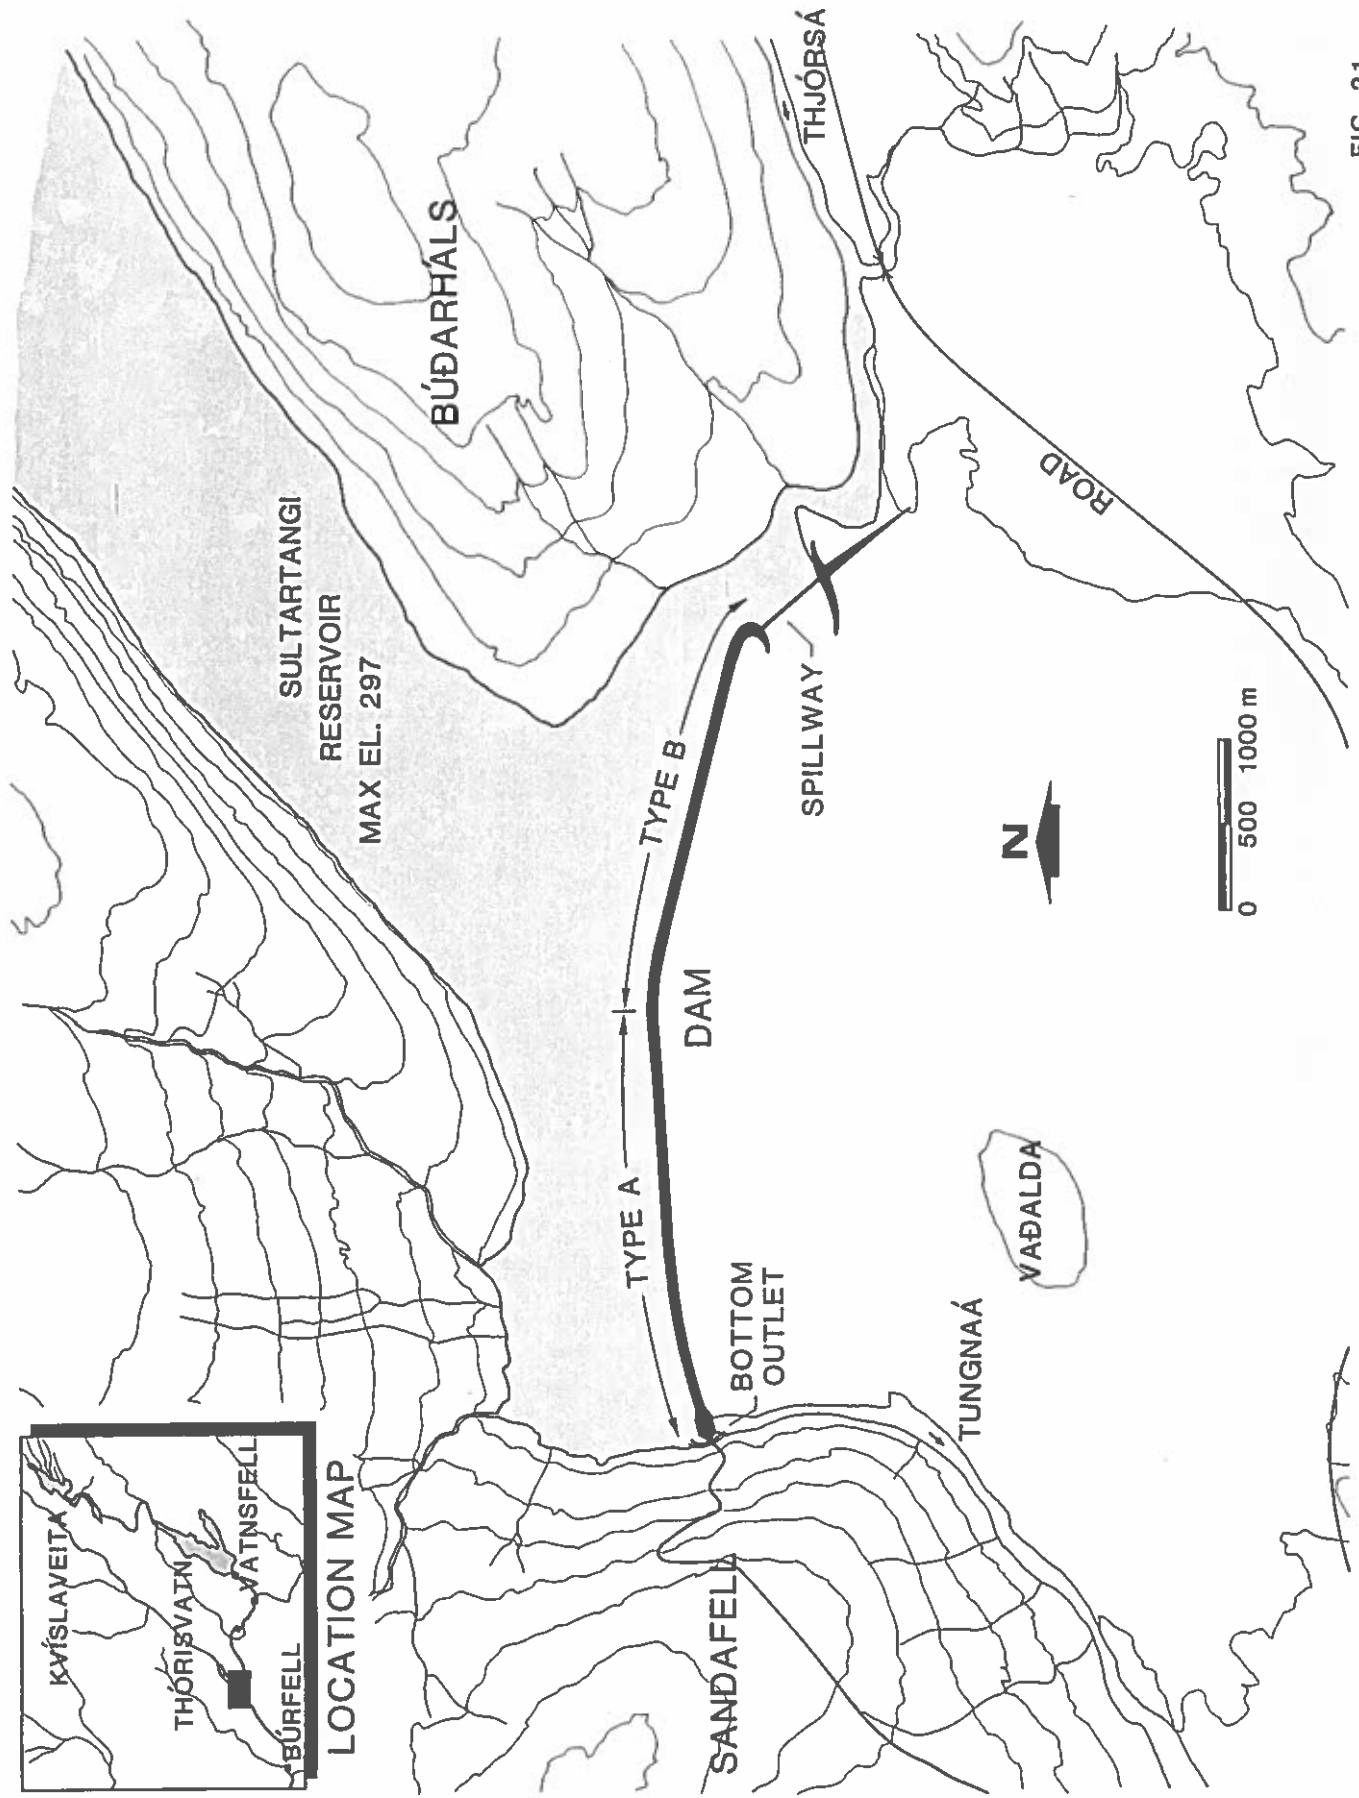 KVÍSLAVEITA
THÓRISVATN
VATNSFELL
BÚRFELL
LOCATION MAP
SULTARTANGI
RESERVOIR
MAX EL. 297
BÚÐARHÁLS
TYPE A
TYPE B
DAM
BOTTOM
OUTLET
SPILLWAY
THJÓRSÁ
SANDAFELL
TUNGNAÁ
VAÐALDA
N
ROAD
0 500 1000 m